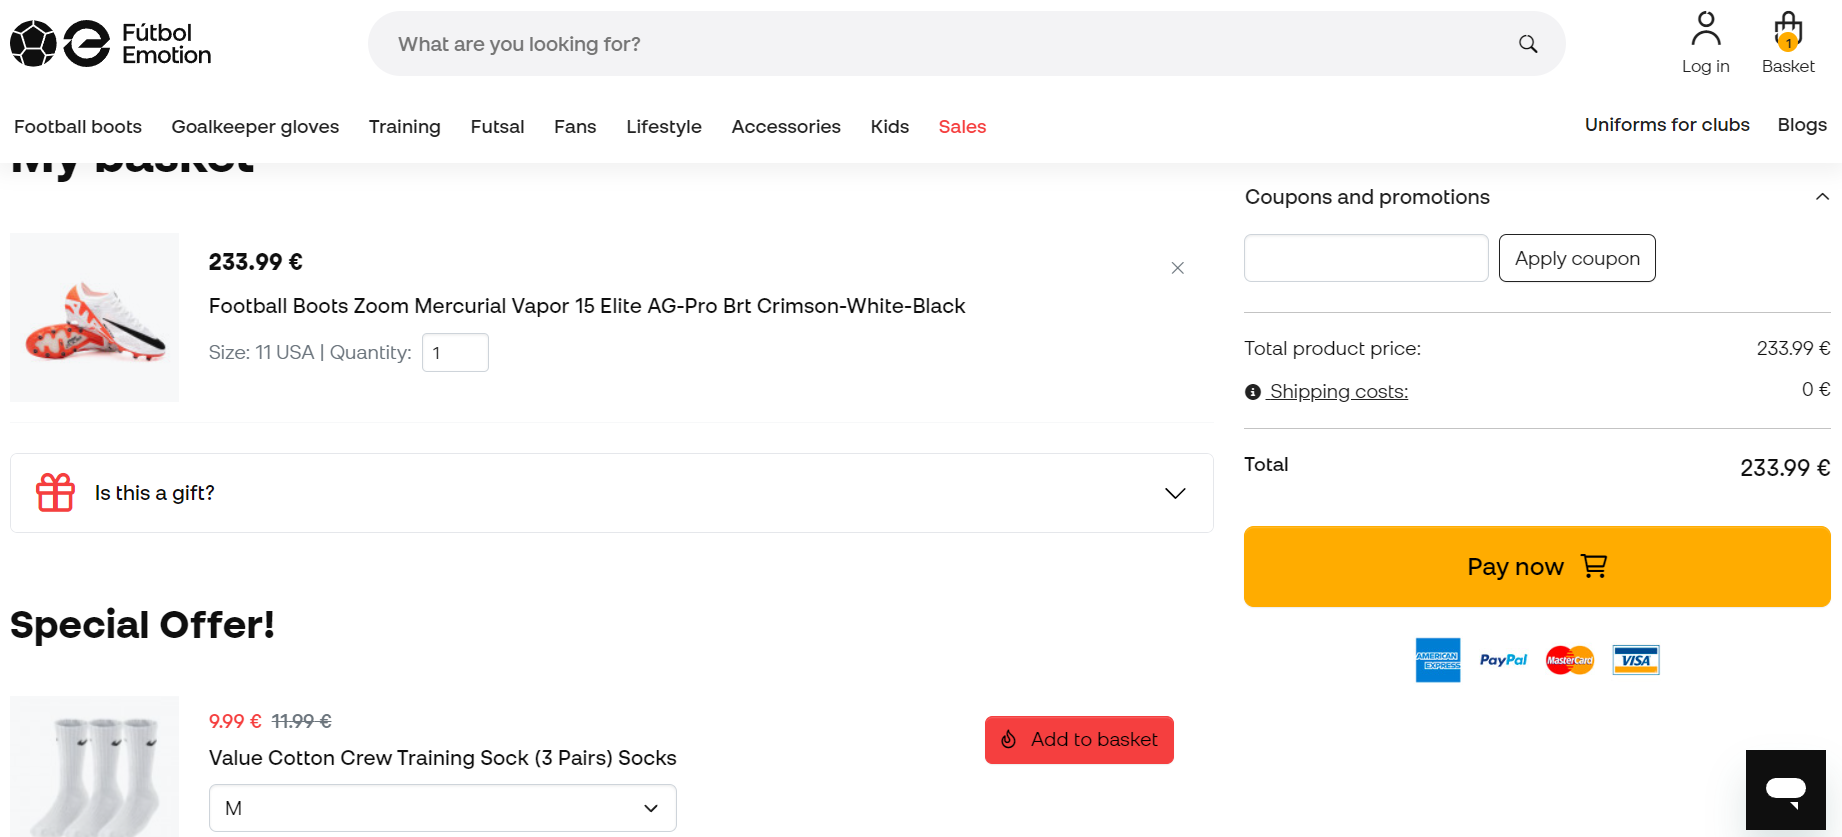 Fútbol
Emotion
What are you looking for?
Log in
1
Basket
Football boots
Goalkeeper gloves
Training
Futsal
Fans
Lifestyle
Accessories
Kids
Sales
Uniforms for clubs
Blogs
My basket
233.99 €
Football Boots Zoom Mercurial Vapor 15 Elite AG-Pro Brt Crimson-White-Black
Size: 11 USA | Quantity: 1
Is this a gift?
Special Offer!
9.99 € 11.99 €
Value Cotton Crew Training Sock (3 Pairs) Socks
M
Add to basket
Coupons and promotions
Apply coupon
Total product price: 233.99 €
Shipping costs: 0 €
Total 233.99 €
Pay now
AMERICAN
EXPRESS
PayPal
MasterCard
VISA